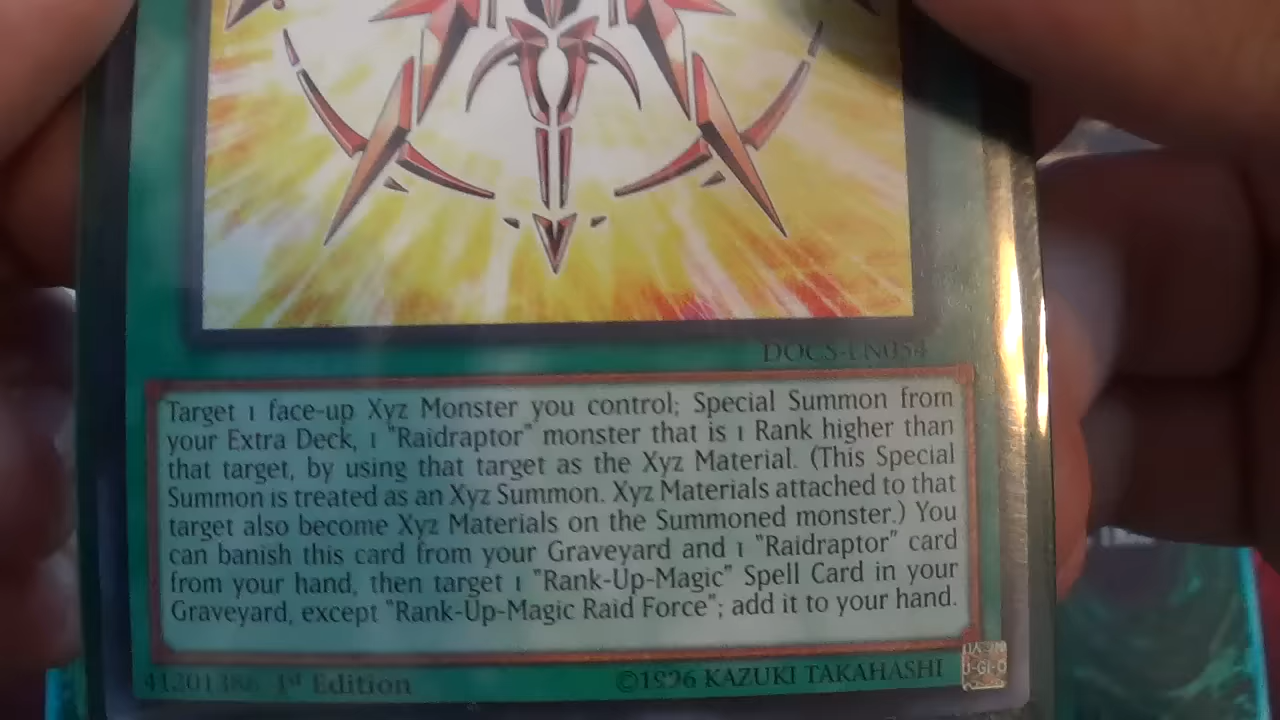 DOCS-EN054
Target 1 face-up Xyz Monster you control; Special Summon from
your Extra Deck, 1 "Raidraptor" monster that is 1 Rank higher than
that target, by using that target as the Xyz Material. (This Special
Summon is treated as an Xyz Summon. Xyz Materials attached to that
target also become Xyz Materials on the Summoned monster.) You
can banish this card from your Graveyard and 1 "Raidraptor" card
from your hand, then target 1 "Rank-Up-Magic" Spell Card in your
Graveyard, except "Rank-Up-Magic Raid Force"; add it to your hand.
41201386 1st Edition
©1996 KAZUKI TAKAHASHI
U-GI-O